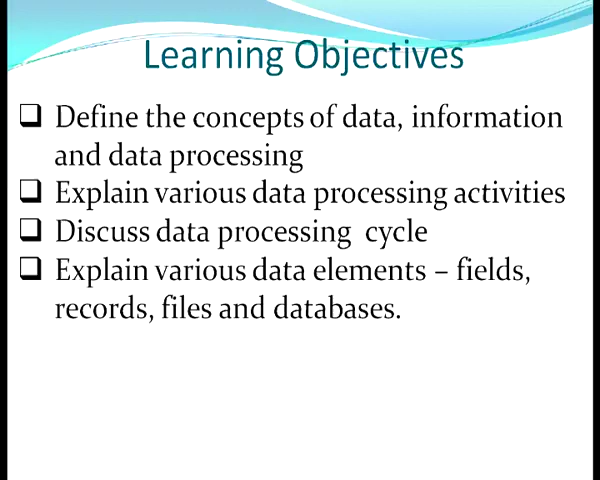 Learning Objectives
❑ Define the concepts of data, information
and data processing
❑ Explain various data processing activities
❑ Discuss data processing cycle
❑ Explain various data elements – fields,
records, files and databases.